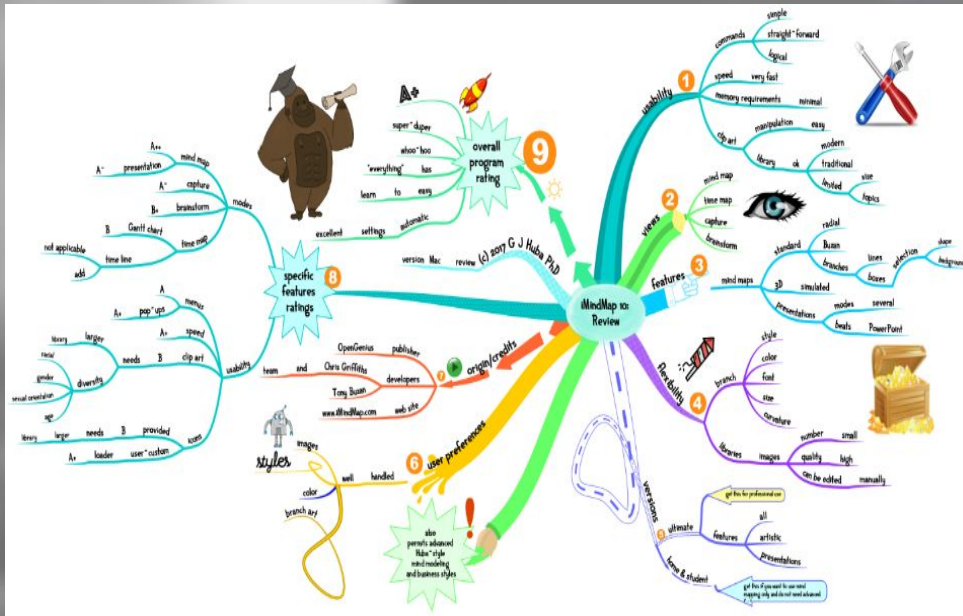 iMindMap 10:
Review
1
usability
commands
simple
straight-forward
logical
speed
very fast
memory requirements
minimal
clip art
manipulation
easy
library
ok
modern
traditional
limited
size
topics
2
views
mind map
time map
capture
brainstorm
3
features
mind maps
standard
radial
Buzan
branches
lines
boxes
selection
shape
background
3D
simulated
presentations
modes
several
beats
PowerPoint
4
flexibility
branch
style
color
font
size
curvature
libraries
images
number
small
quality
high
can be edited
manually
5
versions
ultimate
get this for professional use
features
all
artistic
presentations
home & student
get this if you want to use mind
mapping only and do not need advanced
also
permits advanced
Huba-style
mind modeling
and business styles
!
6
user preferences
well
handled
images
styles
color
branch art
7
origin/credits
publisher
OpenGenius
developers
Chris Griffiths
and
team
Tony Buzan
web site
www.iMindMap.com
8
specific
features
ratings
modes
mind map
A++
presentation
A-
capture
A-
brainstorm
B+
time map
Gantt chart
B
time line
not applicable
add
usability
menus
A
pop-ups
A+
speed
A+
clip art
B
needs
larger
library
diversity
racial
gender
sexual orientation
age
icons
provided
B
needs
larger
library
user-custom
loader
A+
9
overall
program
rating
A+
super-duper
whoo-hoo
has
"everything"
easy
to
learn
automatic
settings
excellent
(c) 2017 G J Huba PhD
review
version Mac